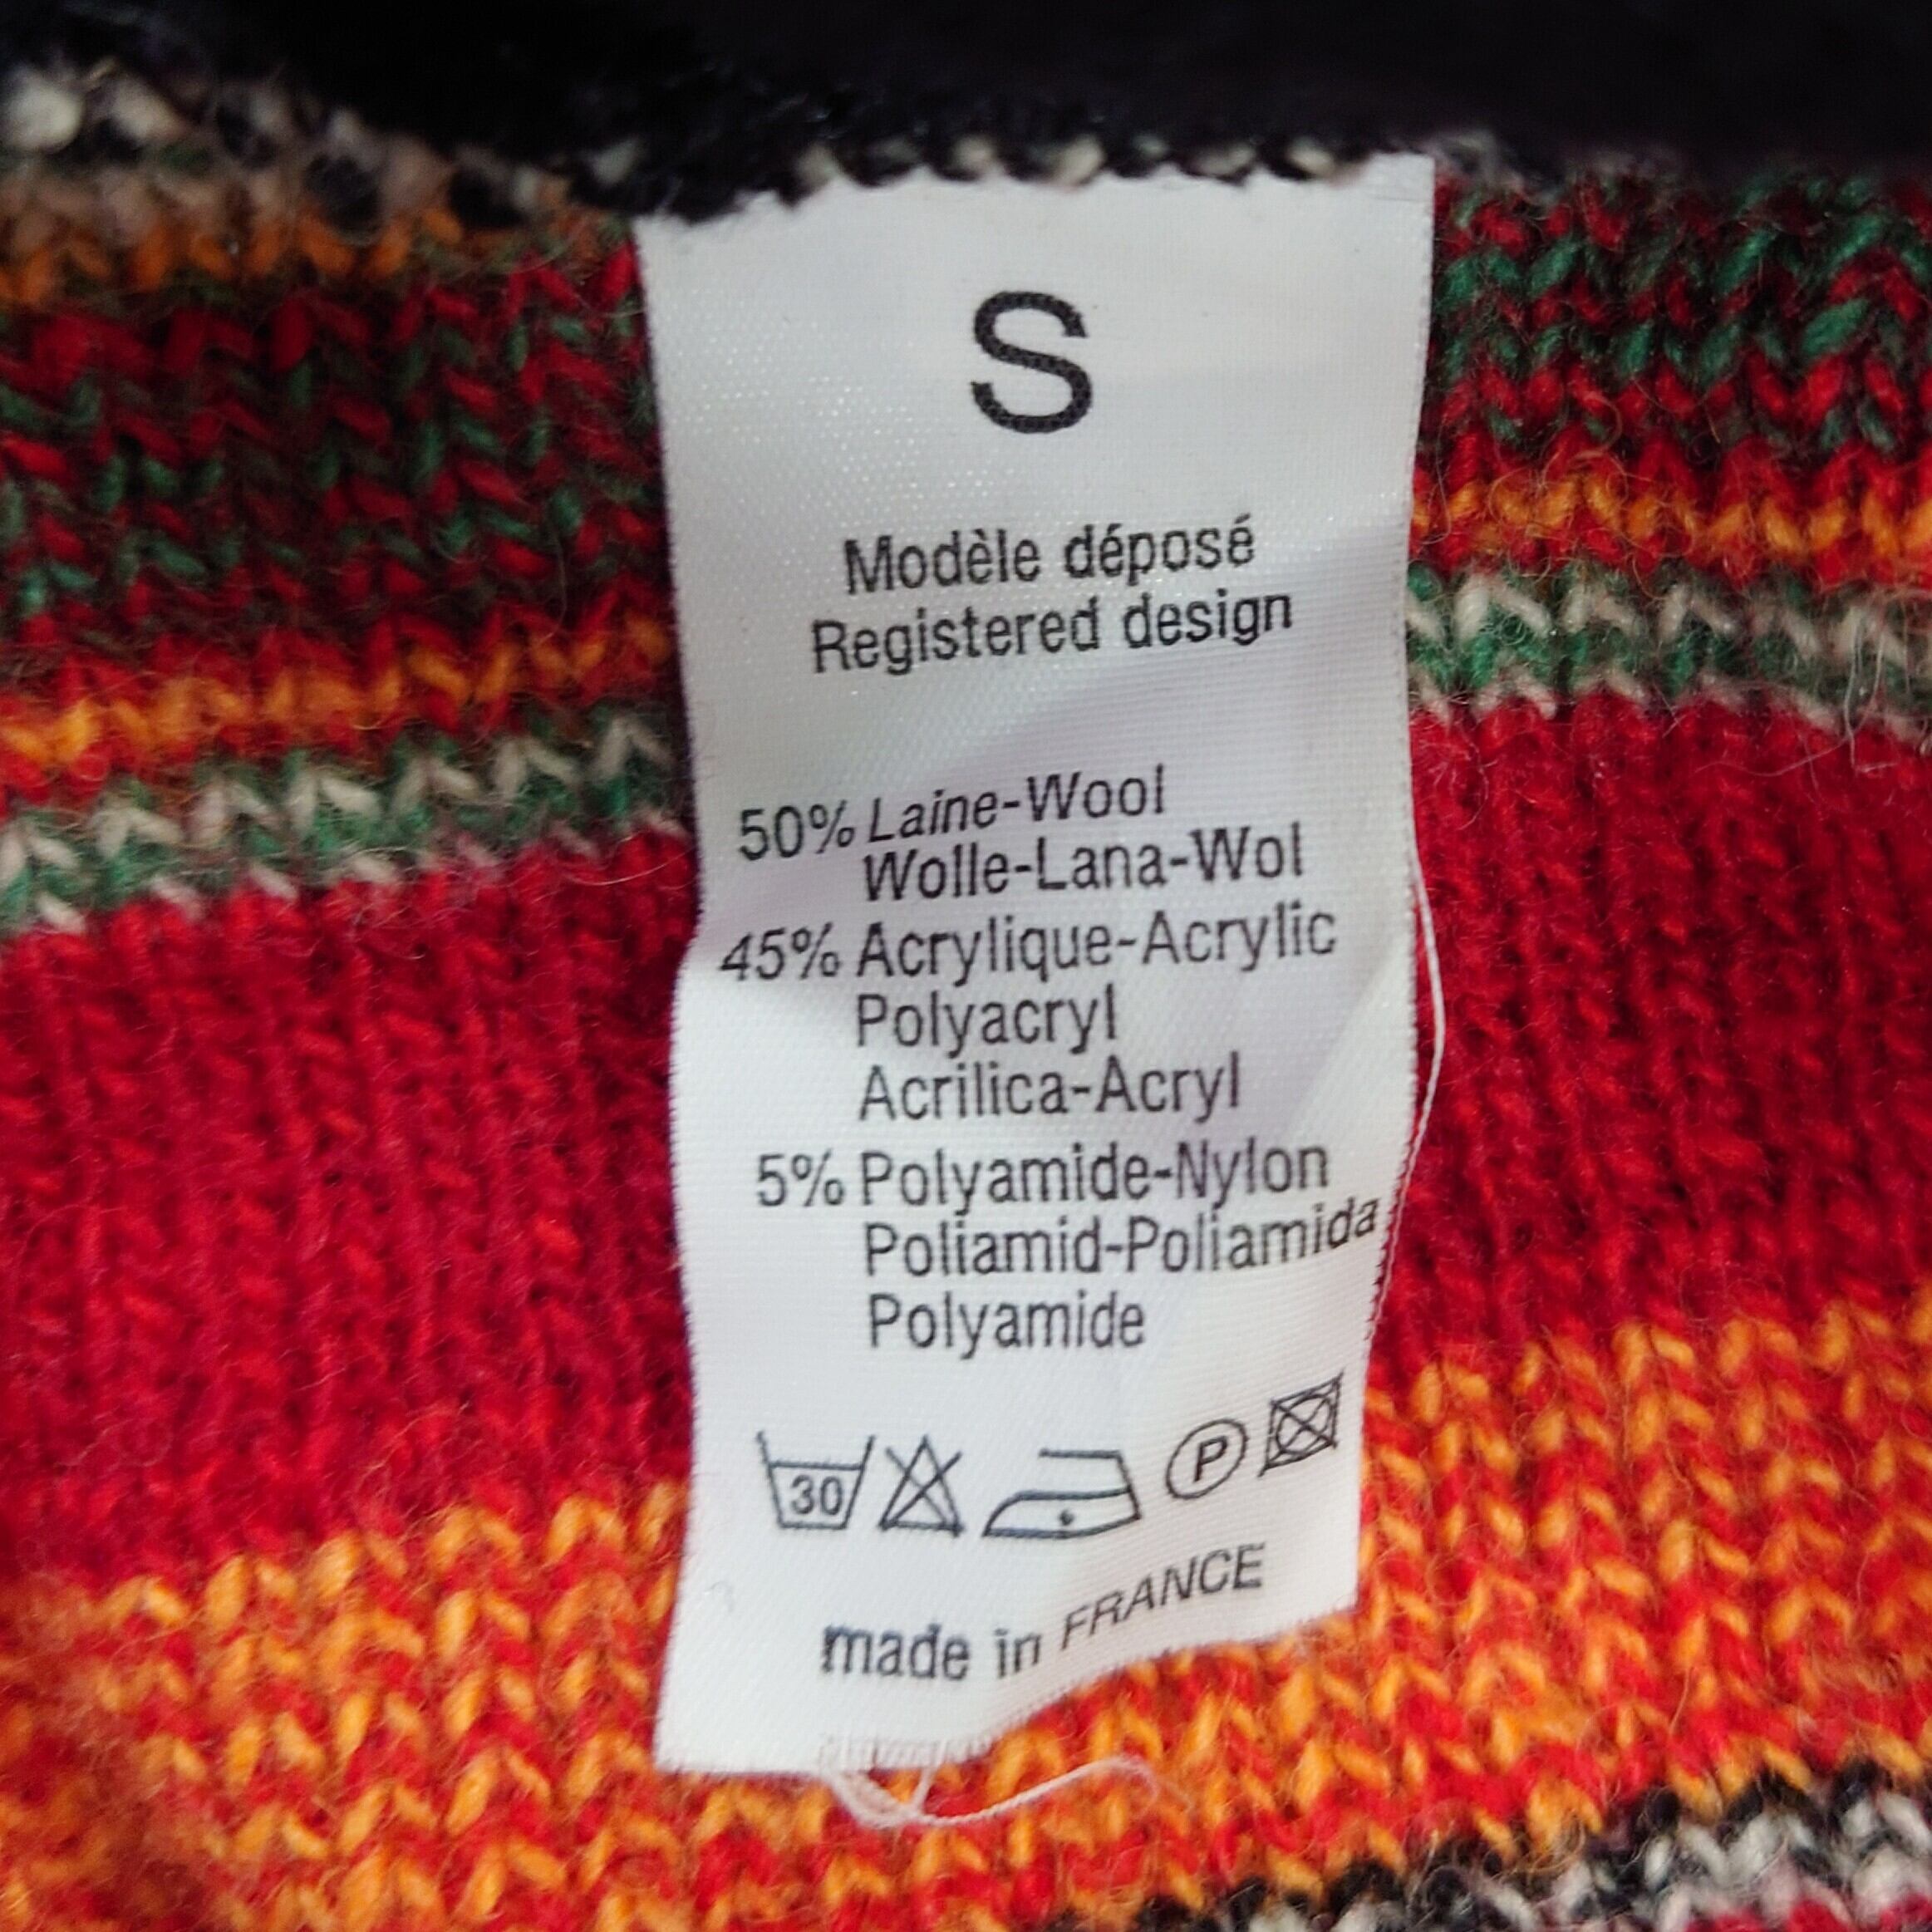 S
Modèle déposé
Registered design
50% Laine-Wool
Wolle-Lana-Wol
45% Acrylique-Acrylic
Polyacryl
Acrilica-Acryl
5% Polyamide-Nylon
Poliamid-Poliamida
Polyamide
30 P
made in FRANCE